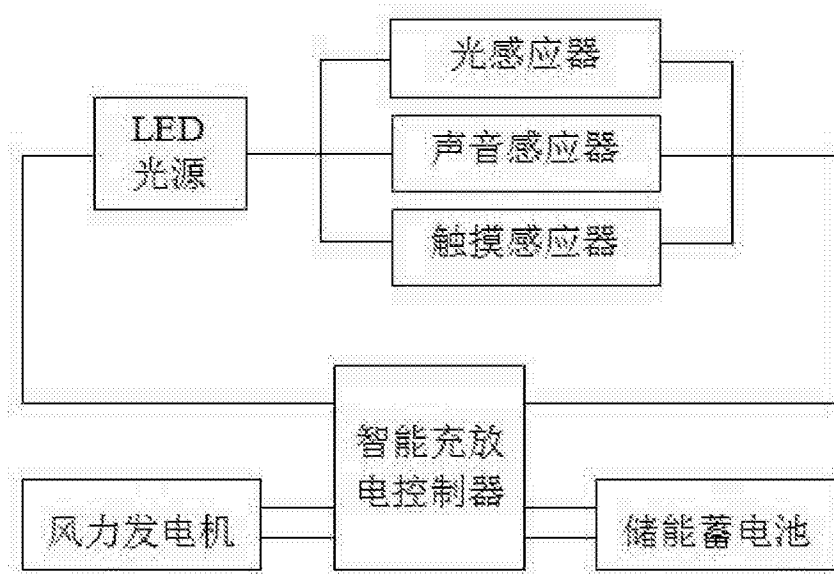 光感应器
LED
光源
声音感应器
触摸感应器
智能充放
电控制器
风力发电机
储能蓄电池